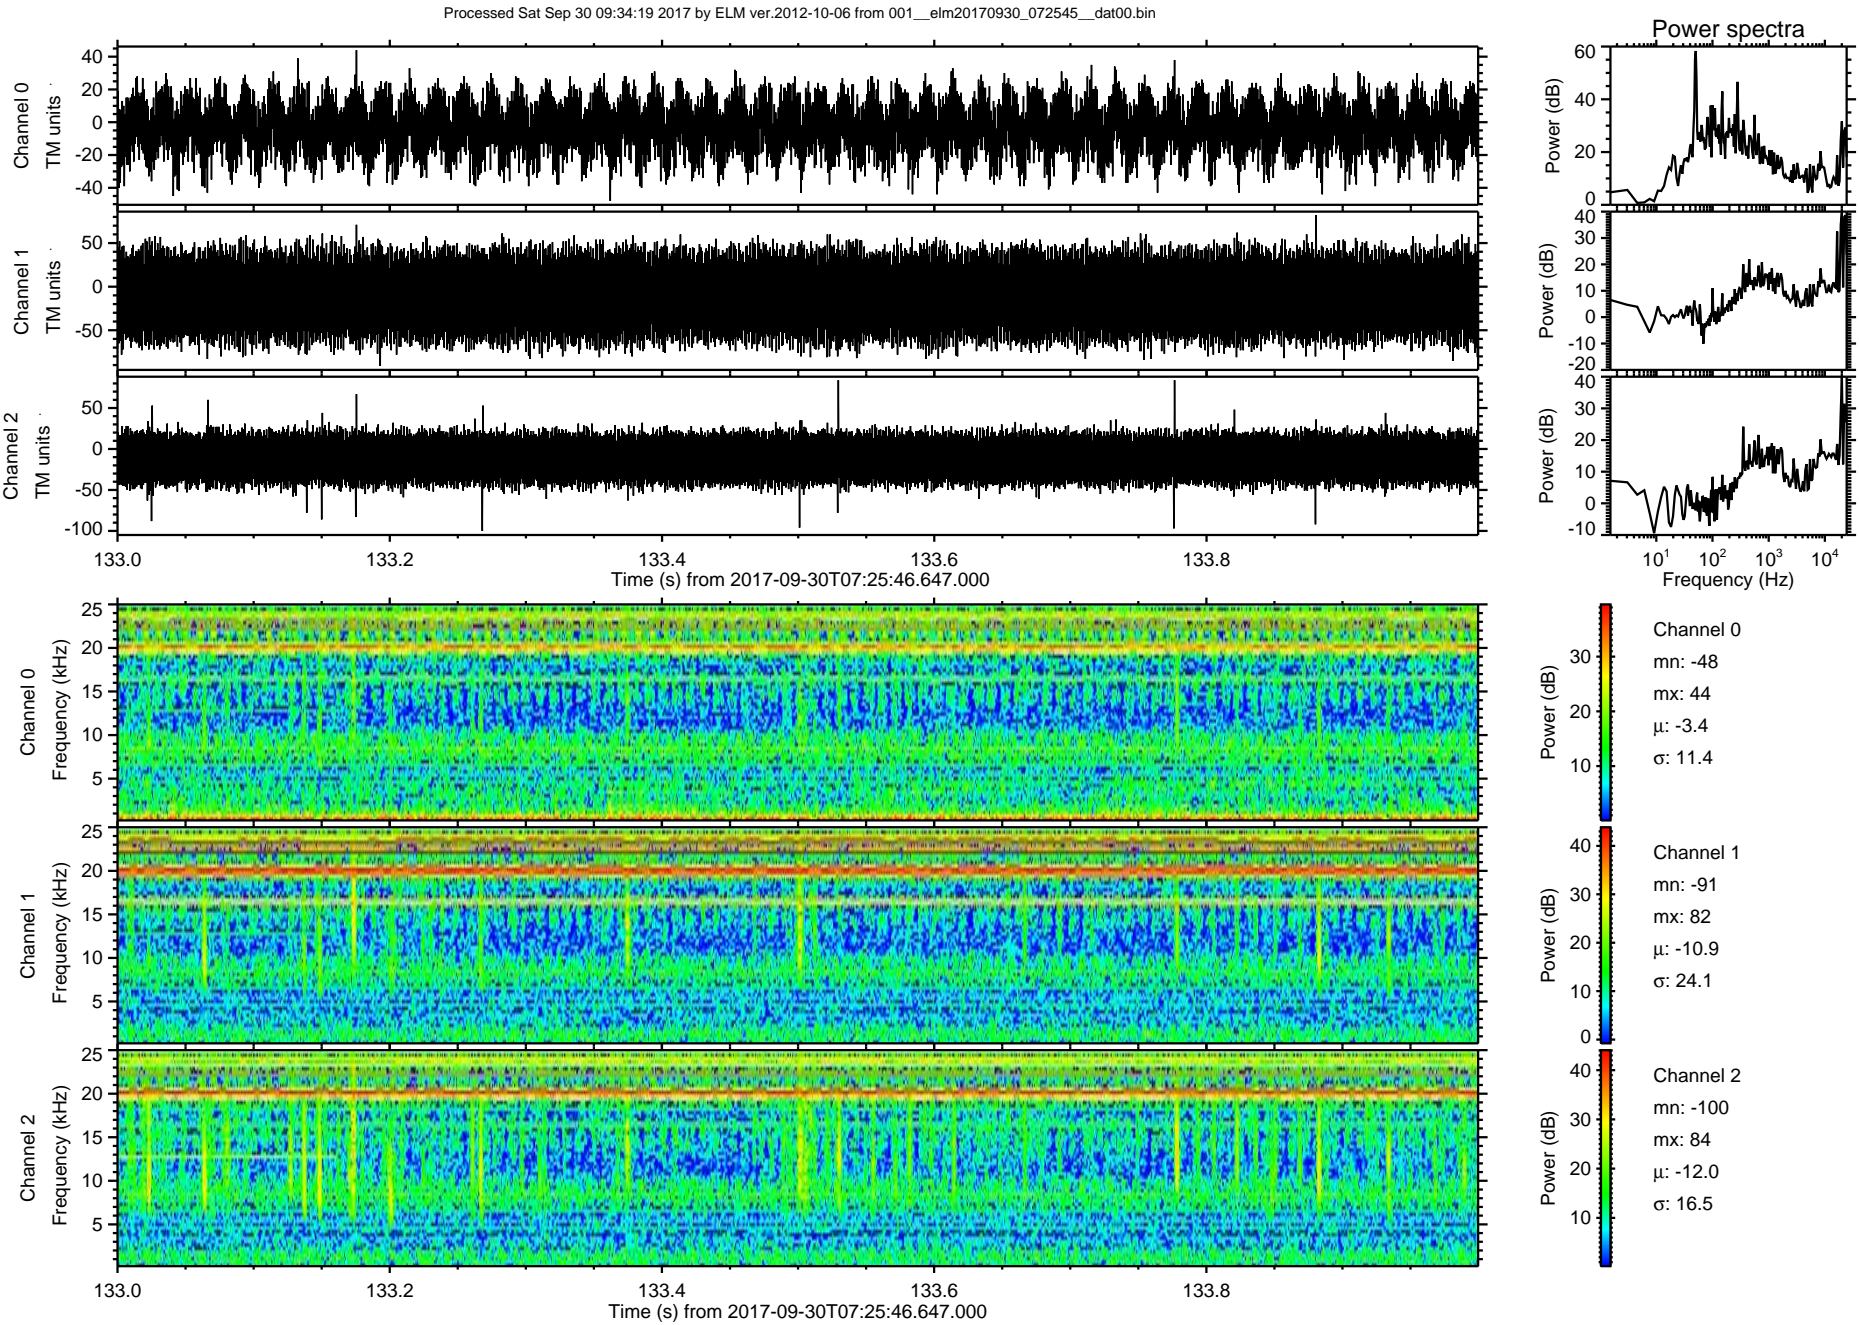 Processed Sat Sep 30 09:34:19 2017 by ELM ver.2012-10-06 from 001__elm20170930_072545__dat00.bin
Power spectra
Channel 0
TM units
40
20
0
-20
-40
Power (dB)
60
40
20
0
Channel 1
TM units
50
0
-50
Power (dB)
40
30
20
10
0
-10
-20
Channel 2
TM units
50
0
-50
-100
Power (dB)
40
30
20
10
0
-10
133.0 133.2 133.4 133.6 133.8
Time (s) from 2017-09-30T07:25:46.647.000
10¹ 10² 10³ 10⁴
Frequency (Hz)
Channel 0
Frequency (kHz)
25
20
15
10
5
Power (dB)
30
20
10
Channel 0
mn: -48
mx: 44
μ: -3.4
σ: 11.4
Channel 1
Frequency (kHz)
25
20
15
10
5
Power (dB)
40
30
20
10
0
Channel 1
mn: -91
mx: 82
μ: -10.9
σ: 24.1
Channel 2
Frequency (kHz)
25
20
15
10
5
Power (dB)
40
30
20
10
Channel 2
mn: -100
mx: 84
μ: -12.0
σ: 16.5
133.0 133.2 133.4 133.6 133.8
Time (s) from 2017-09-30T07:25:46.647.000